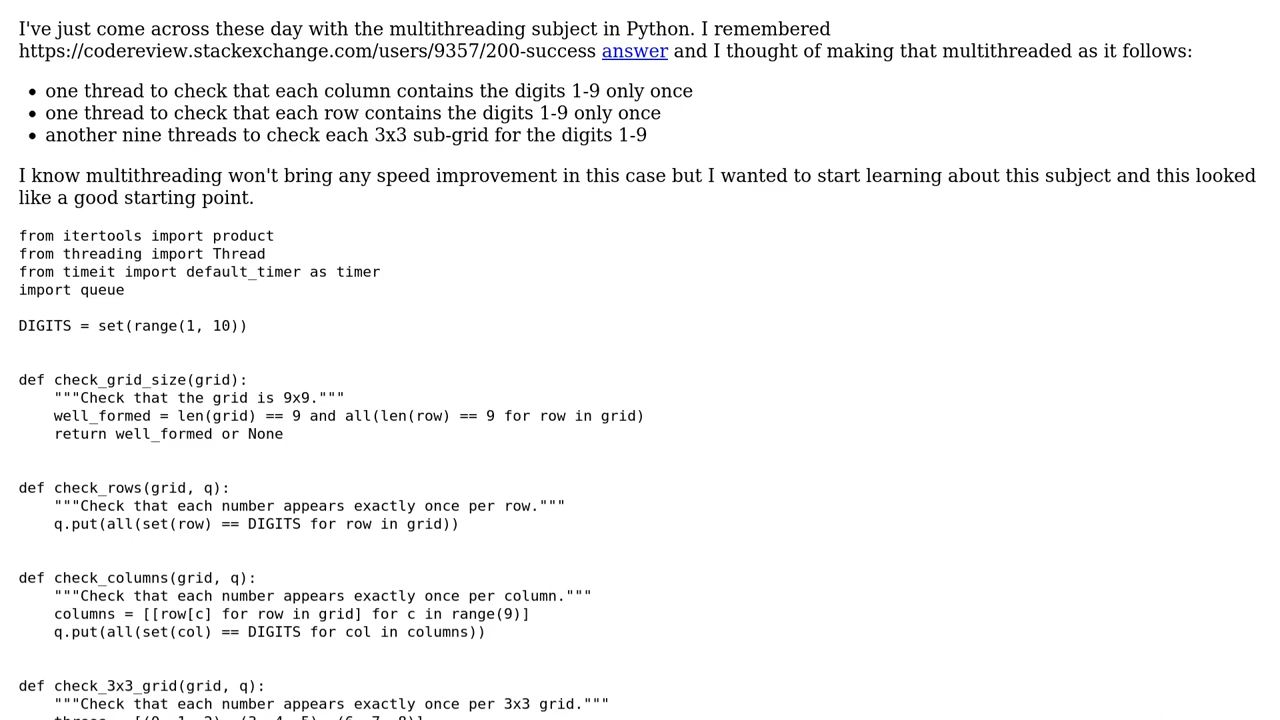 I've just come across these day with the multithreading subject in Python. I remembered
https://codereview.stackexchange.com/users/9357/200-success answer and I thought of making that multithreaded as it follows:
• one thread to check that each column contains the digits 1-9 only once
• one thread to check that each row contains the digits 1-9 only once
• another nine threads to check each 3x3 sub-grid for the digits 1-9
I know multithreading won't bring any speed improvement in this case but I wanted to start learning about this subject and this looked
like a good starting point.
from itertools import product
from threading import Thread
from timeit import default_timer as timer
import queue
DIGITS = set(range(1, 10))
def check_grid_size(grid):
    """Check that the grid is 9x9."""
    well_formed = len(grid) == 9 and all(len(row) == 9 for row in grid)
    return well_formed or None
def check_rows(grid, q):
    """Check that each number appears exactly once per row."""
    q.put(all(set(row) == DIGITS for row in grid))
def check_columns(grid, q):
    """Check that each number appears exactly once per column."""
    columns = [[row[c] for row in grid] for c in range(9)]
    q.put(all(set(col) == DIGITS for col in columns))
def check_3x3_grid(grid, q):
    """Check that each number appears exactly once per 3x3 grid."""